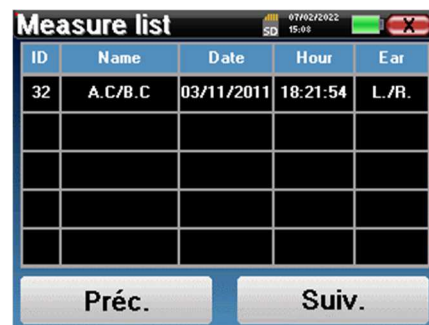 Measure list SD 07/02/2022 15:08 X
ID Name Date Hour Ear
32 A.C/B.C 03/11/2011 18:21:54 L./R.
Préc. Suiv.